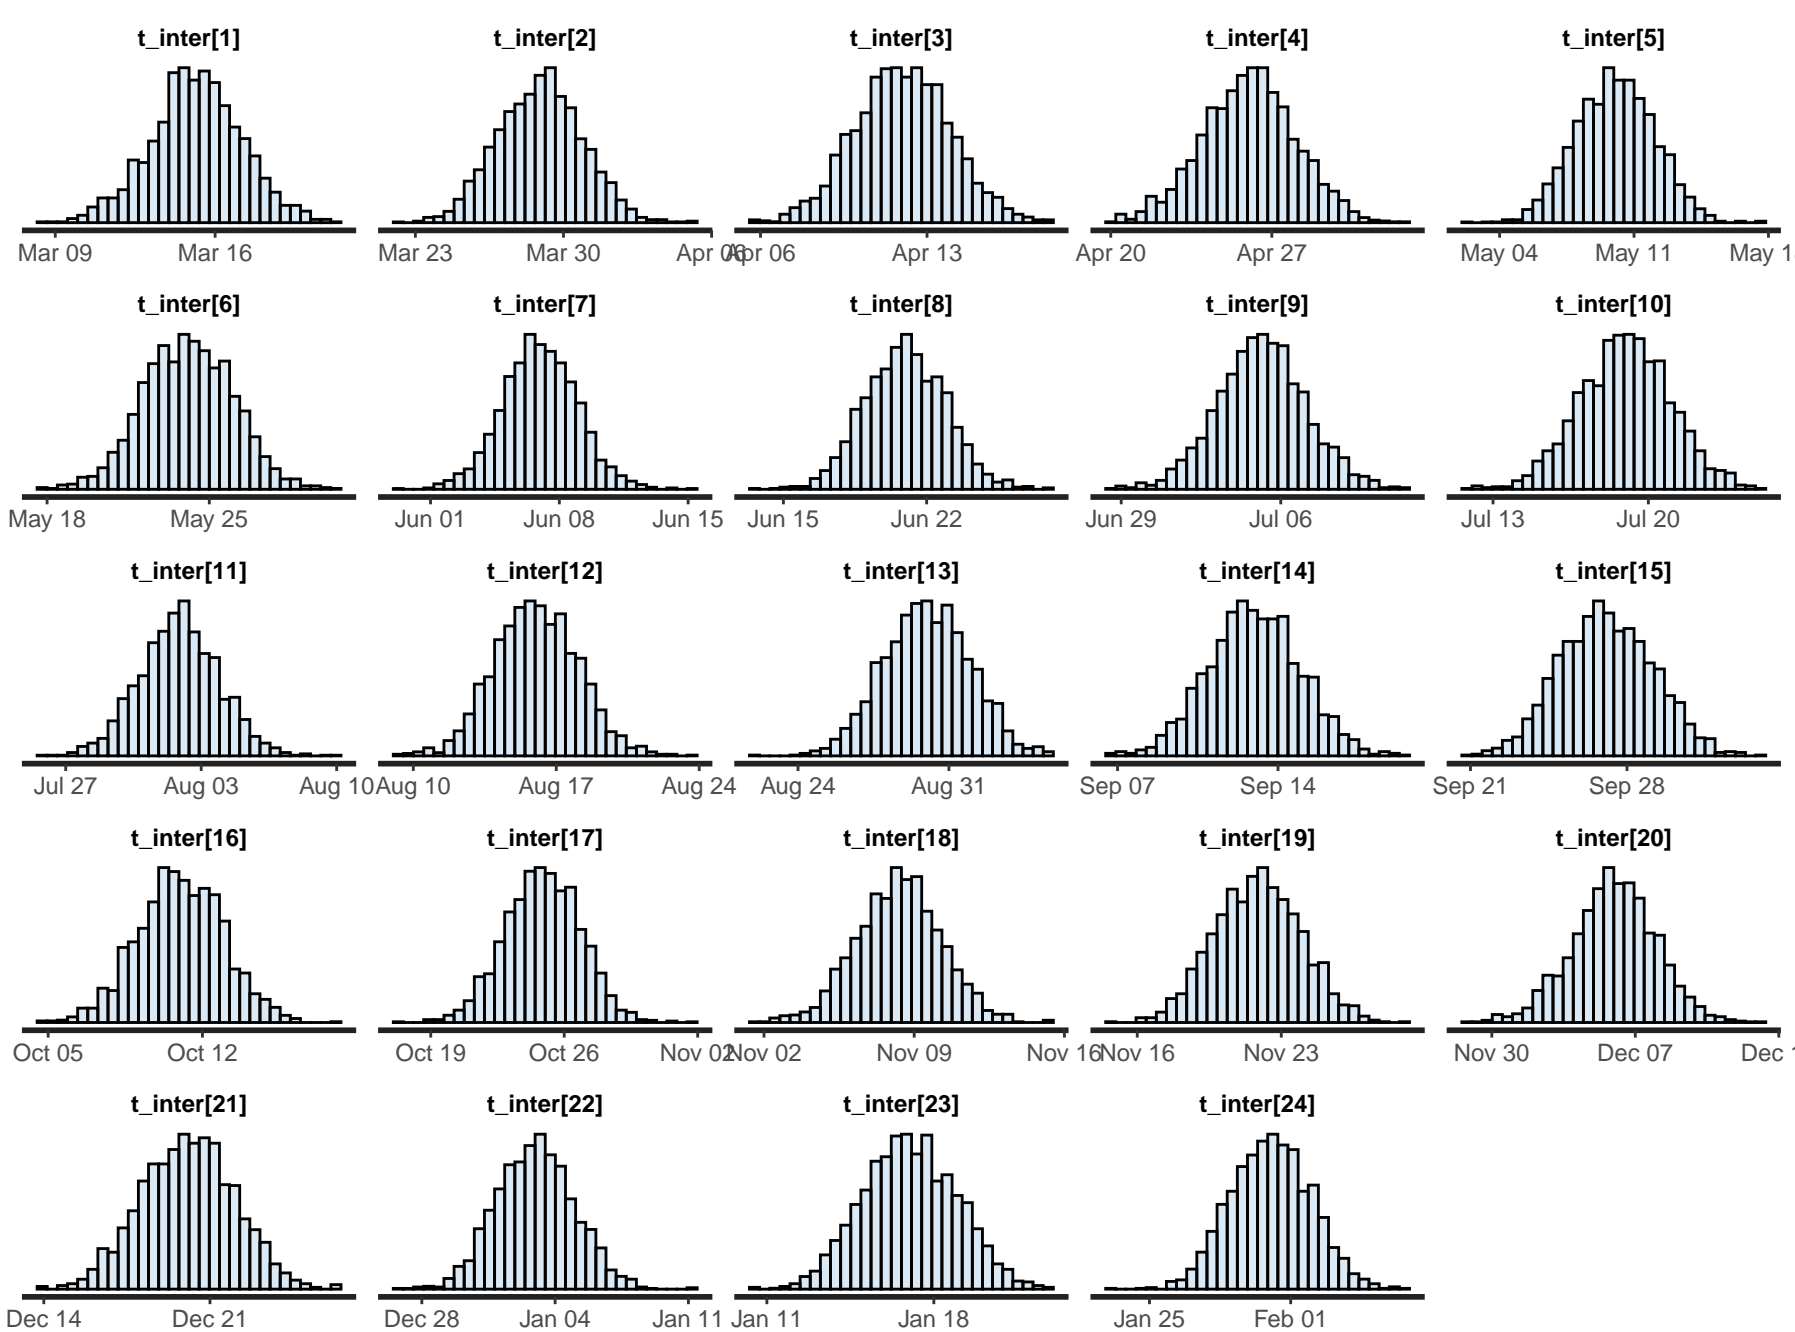 t_inter[1] t_inter[2] t_inter[3] t_inter[4] t_inter[5]
Mar 09 Mar 16 Mar 23 Mar 30 Apr 06 Apr 06 Apr 13 Apr 20 Apr 27 May 04 May 11 May 1
t_inter[6] t_inter[7] t_inter[8] t_inter[9] t_inter[10]
May 18 May 25 Jun 01 Jun 08 Jun 15 Jun 15 Jun 22 Jun 29 Jul 06 Jul 13 Jul 20
t_inter[11] t_inter[12] t_inter[13] t_inter[14] t_inter[15]
Jul 27 Aug 03 Aug 10 Aug 10 Aug 17 Aug 24 Aug 24 Aug 31 Sep 07 Sep 14 Sep 21 Sep 28
t_inter[16] t_inter[17] t_inter[18] t_inter[19] t_inter[20]
Oct 05 Oct 12 Oct 19 Oct 26 Nov 02 Nov 02 Nov 09 Nov 16 Nov 16 Nov 23 Nov 30 Dec 07 Dec
t_inter[21] t_inter[22] t_inter[23] t_inter[24]
Dec 14 Dec 21 Dec 28 Jan 04 Jan 11 Jan 11 Jan 18 Jan 25 Feb 01